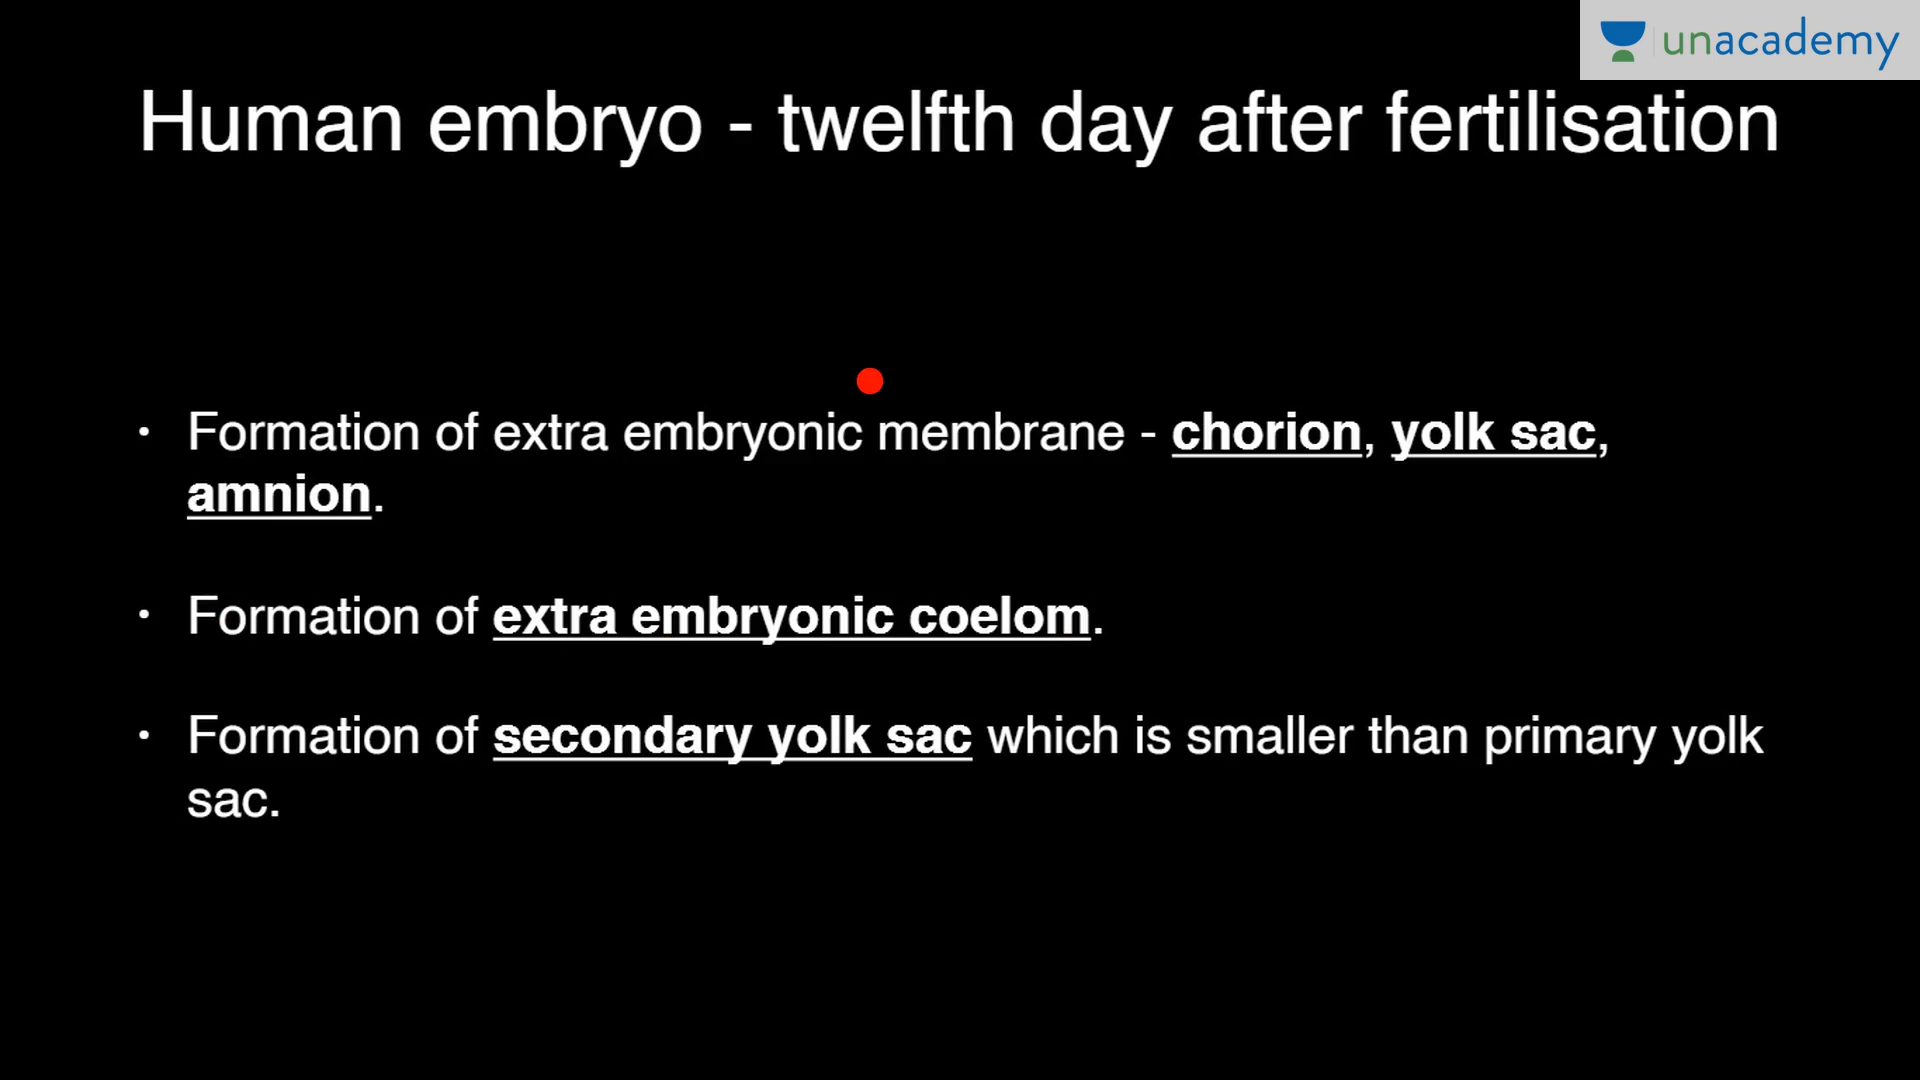 unacademy
Human embryo - twelfth day after fertilisation
• Formation of extra embryonic membrane - chorion, yolk sac,
amnion.
• Formation of extra embryonic coelom.
• Formation of secondary yolk sac which is smaller than primary yolk
sac.